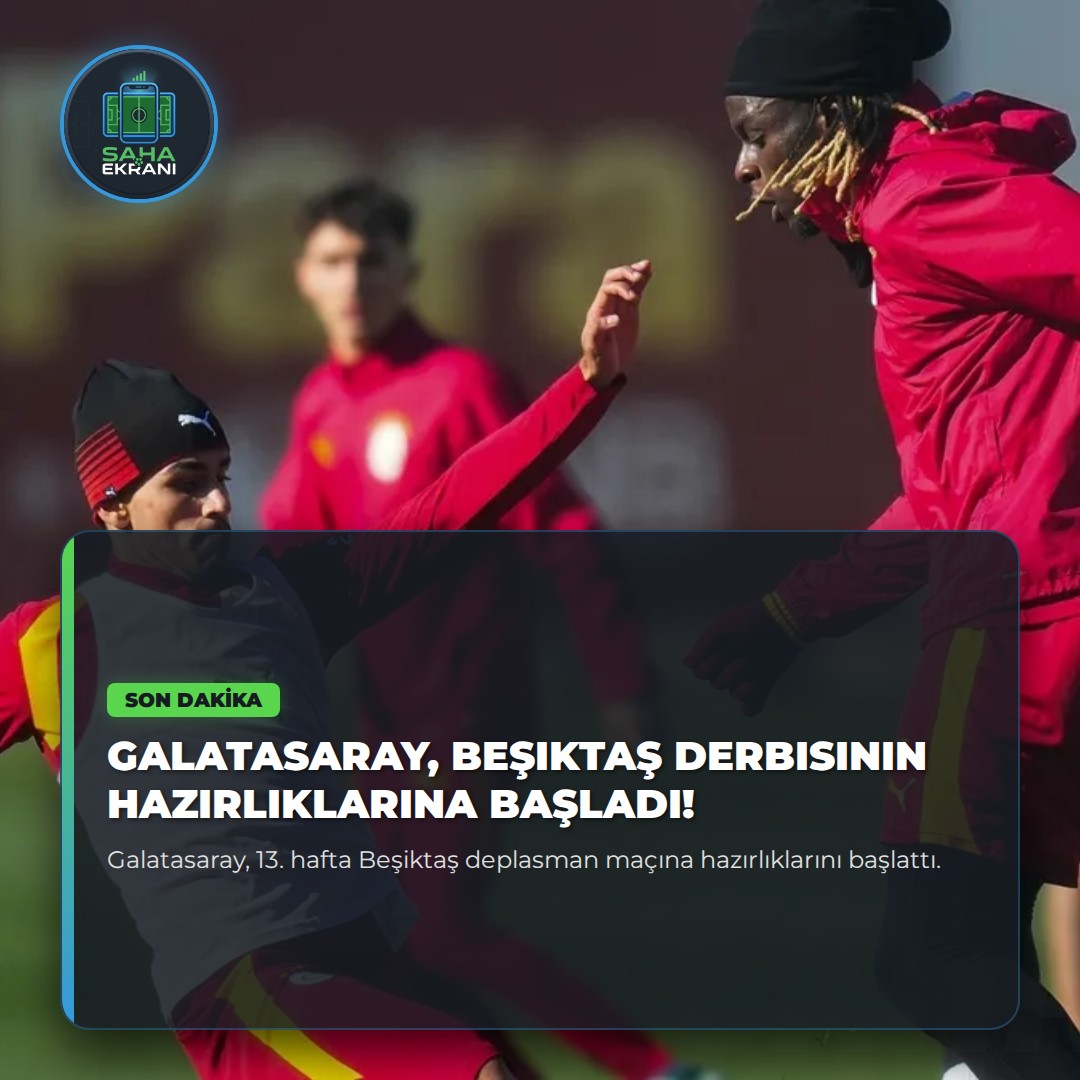 SAHA
EKRANI
SON DAKİKA
GALATASARAY, BEŞIKTAŞ DERBISININ
HAZIRLIKLARINA BAŞLADI!
Galatasaray, 13. hafta Beşiktaş deplasman maçına hazırlıklarını başlattı.